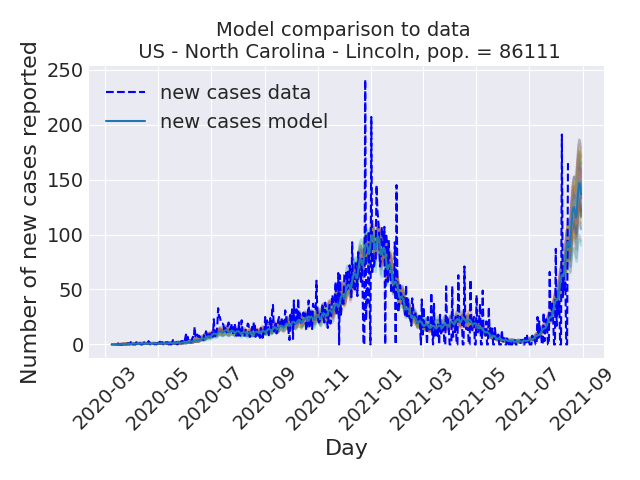 Model comparison to data
US - North Carolina - Lincoln, pop. = 86111
Number of new cases reported
250
200
150
100
50
0
new cases data
new cases model
2020-03
2020-05
2020-07
2020-09
2020-11
2021-01
2021-03
2021-05
2021-07
2021-09
Day